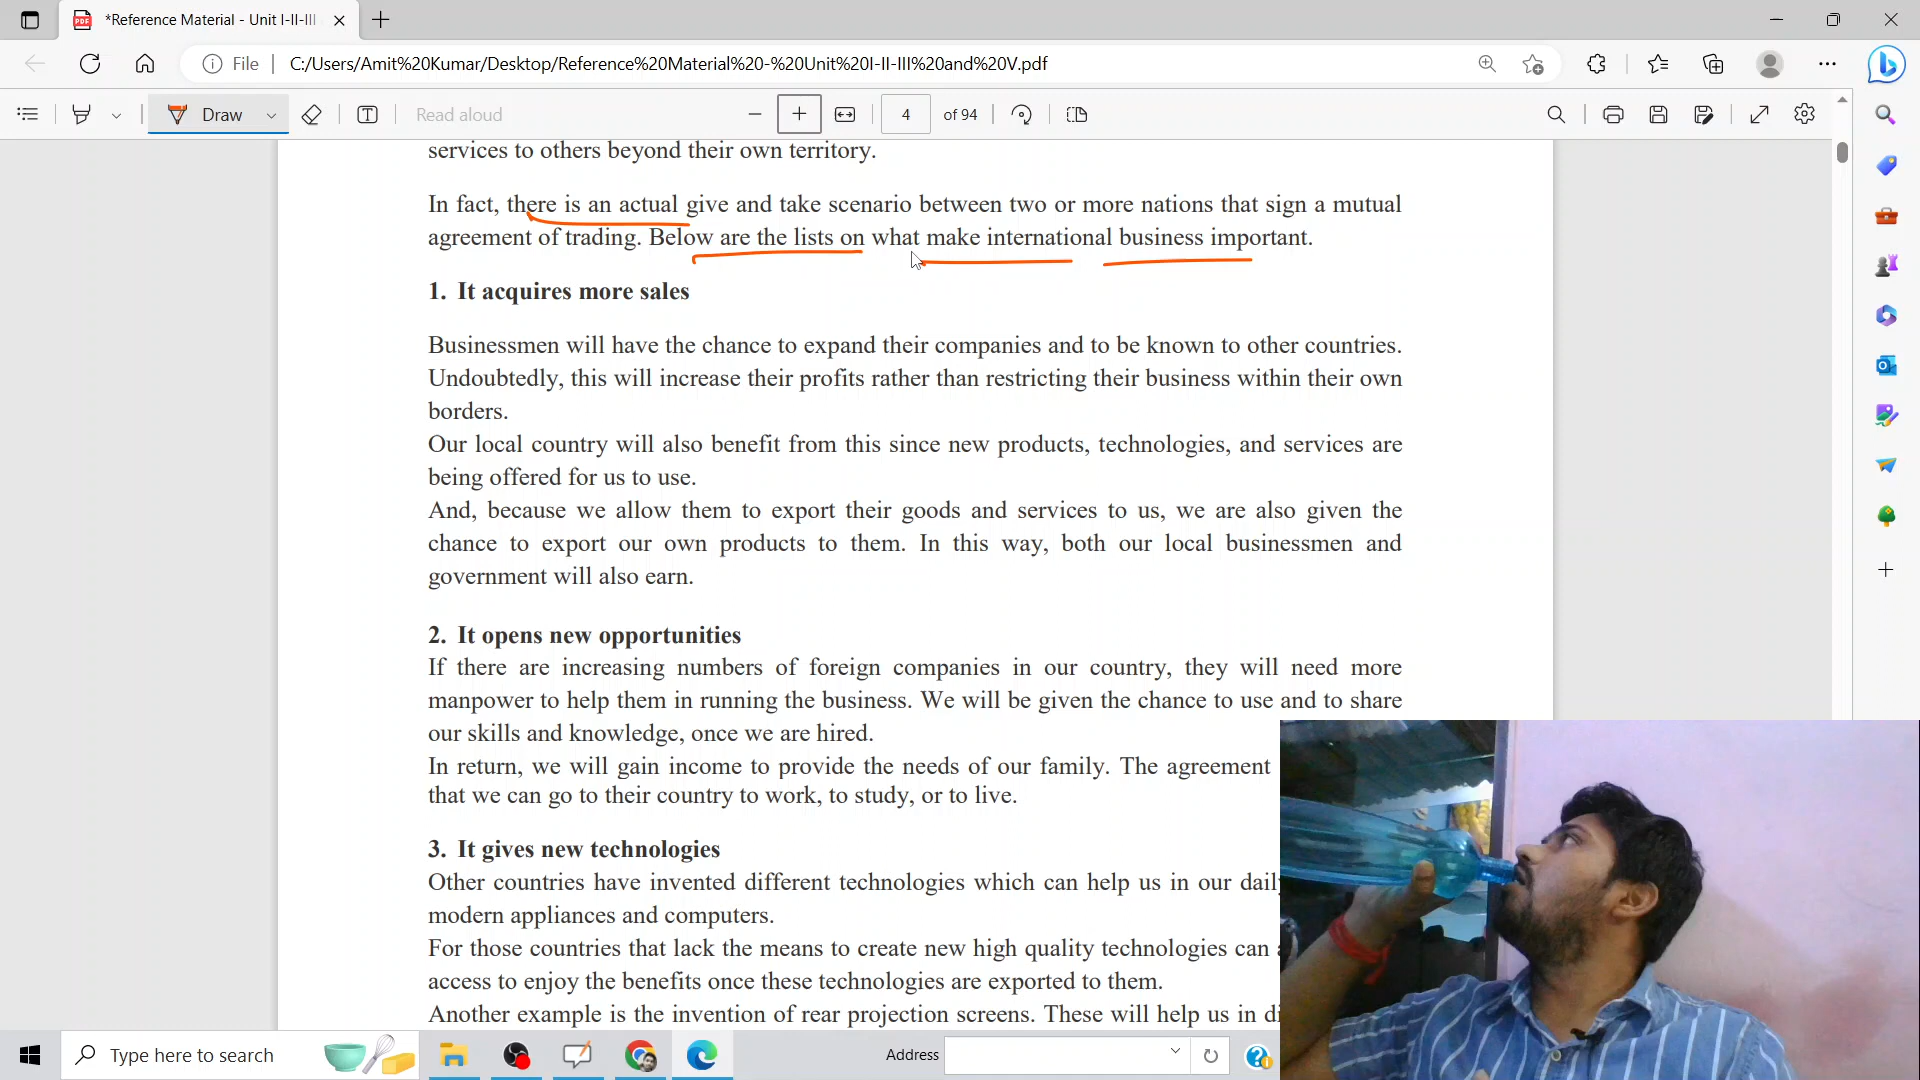 *Reference Material - Unit I-II-III
File
C:/Users/Amit%20Kumar/Desktop/Reference%20Material%20-%20Unit%20I-II-III%20and%20V.pdf
Draw
Read aloud
4
of 94
services to others beyond their own territory.
In fact, there is an actual give and take scenario between two or more nations that sign a mutual
agreement of trading. Below are the lists on what make international business important.
1. It acquires more sales
Businessmen will have the chance to expand their companies and to be known to other countries.
Undoubtedly, this will increase their profits rather than restricting their business within their own
borders.
Our local country will also benefit from this since new products, technologies, and services are
being offered for us to use.
And, because we allow them to export their goods and services to us, we are also given the
chance to export our own products to them. In this way, both our local businessmen and
government will also earn.
2. It opens new opportunities
If there are increasing numbers of foreign companies in our country, they will need more
manpower to help them in running the business. We will be given the chance to use and to share
our skills and knowledge, once we are hired.
In return, we will gain income to provide the needs of our family. The agreement
that we can go to their country to work, to study, or to live.
3. It gives new technologies
Other countries have invented different technologies which can help us in our
modern appliances and computers.
For those countries that lack the means to create new high quality technologies can
access to enjoy the benefits once these technologies are exported to them.
Another example is the invention of rear projection screens. These will help us in
Type here to search
Address